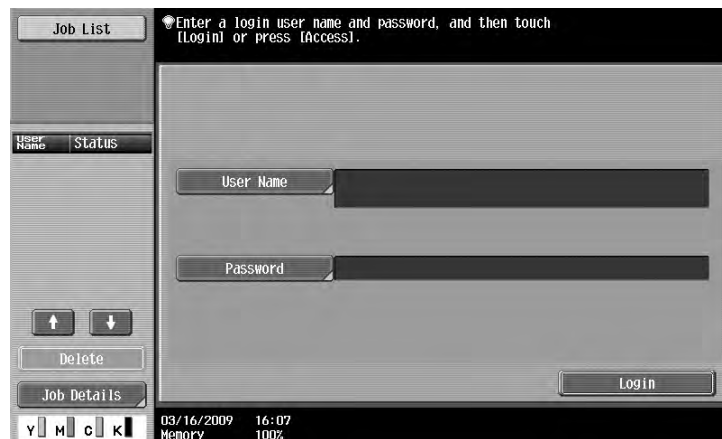 Job List
Enter a login user name and password, and then touch
[Login] or press [Access].
User Name
Status
User Name
Password
Delete
Job Details
Login
Y M C K
03/16/2009 16:07
Memory 100%